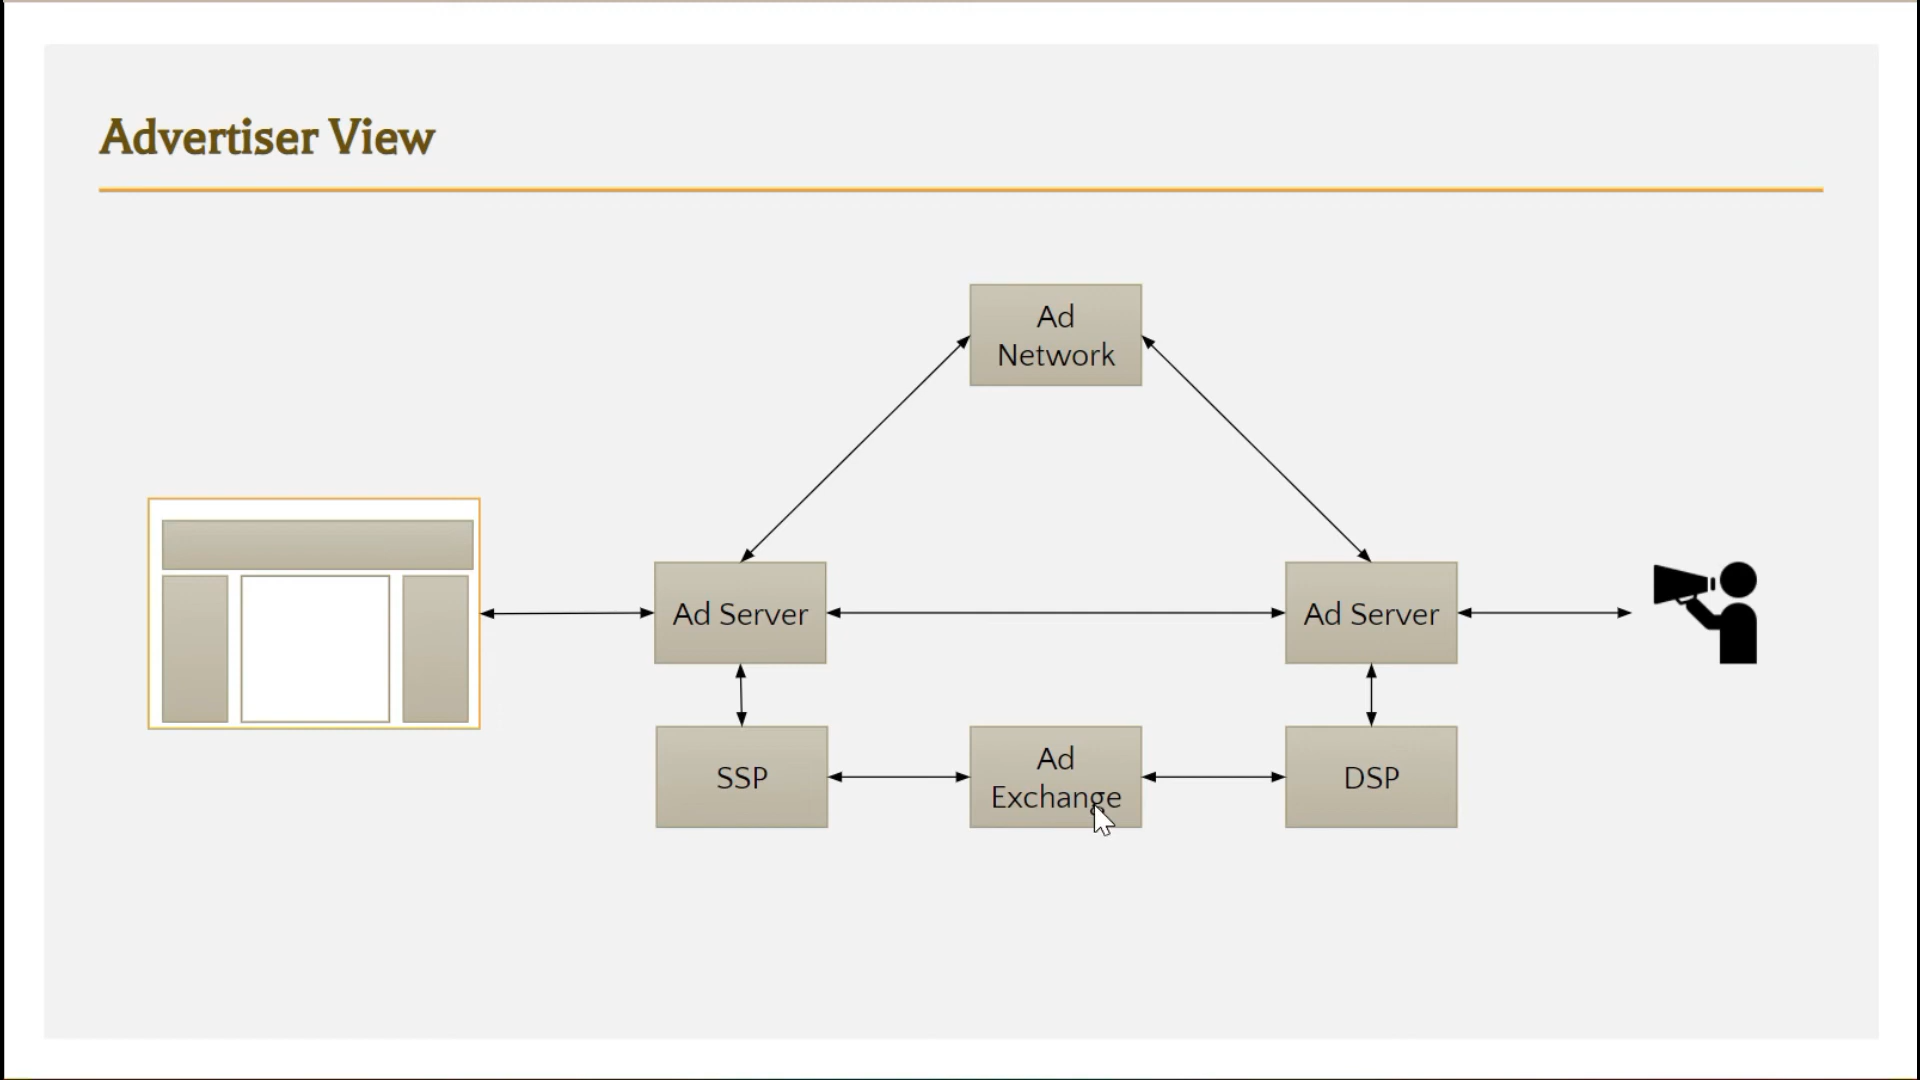 Advertiser View
Ad
Network
Ad Server
Ad Server
SSP
Ad
Exchange
DSP